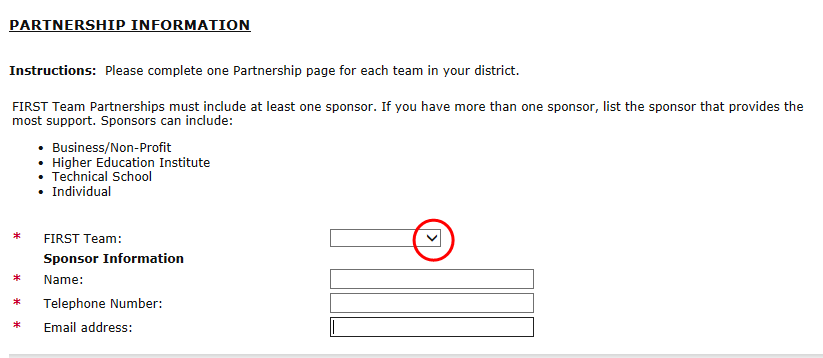 PARTNERSHIP INFORMATION
Instructions: Please complete one Partnership page for each team in your district.
FIRST Team Partnerships must include at least one sponsor. If you have more than one sponsor, list the sponsor that provides the
most support. Sponsors can include:
• Business/Non-Profit
• Higher Education Institute
• Technical School
• Individual
* FIRST Team:
Sponsor Information
* Name:
* Telephone Number:
* Email address: